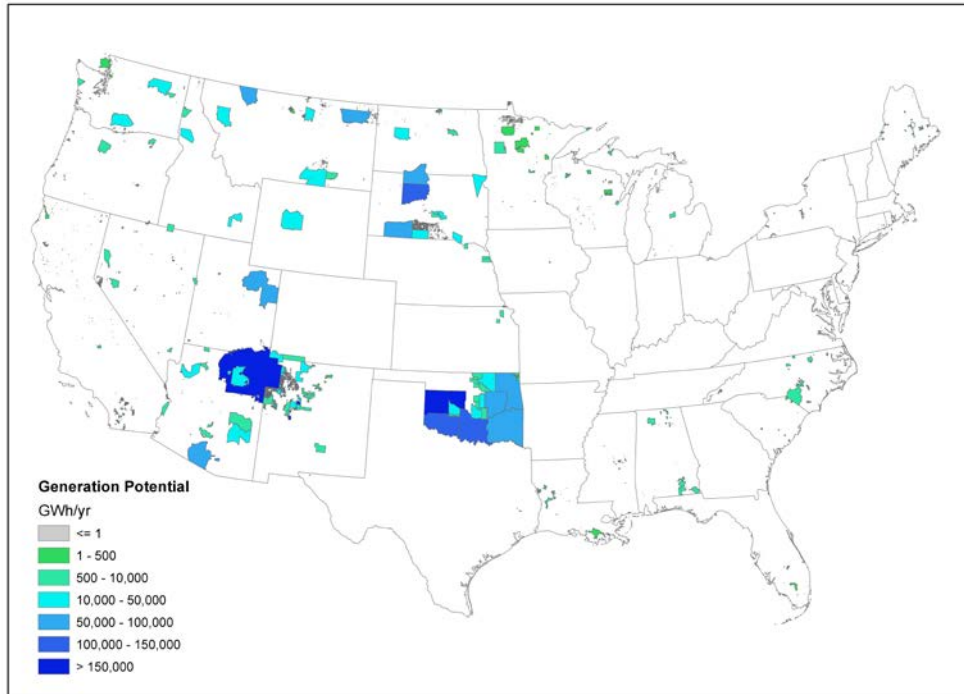 Generation Potential
GWh/yr
<= 1
1 - 500
500 - 10,000
10,000 - 50,000
50,000 - 100,000
100,000 - 150,000
> 150,000